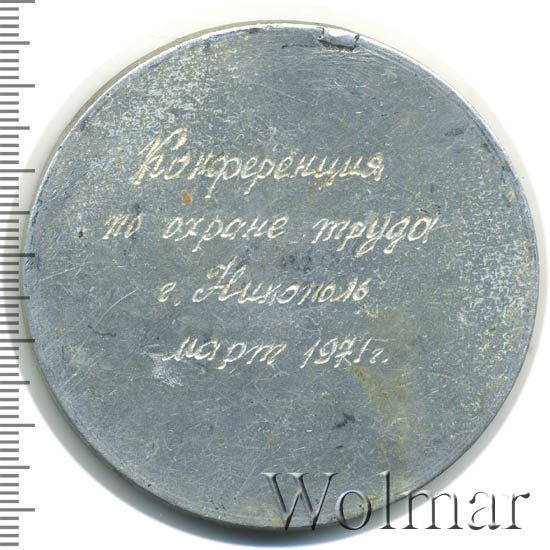 Конференция
по охране труда
г. Никополь
март 1971г.
Wolmar